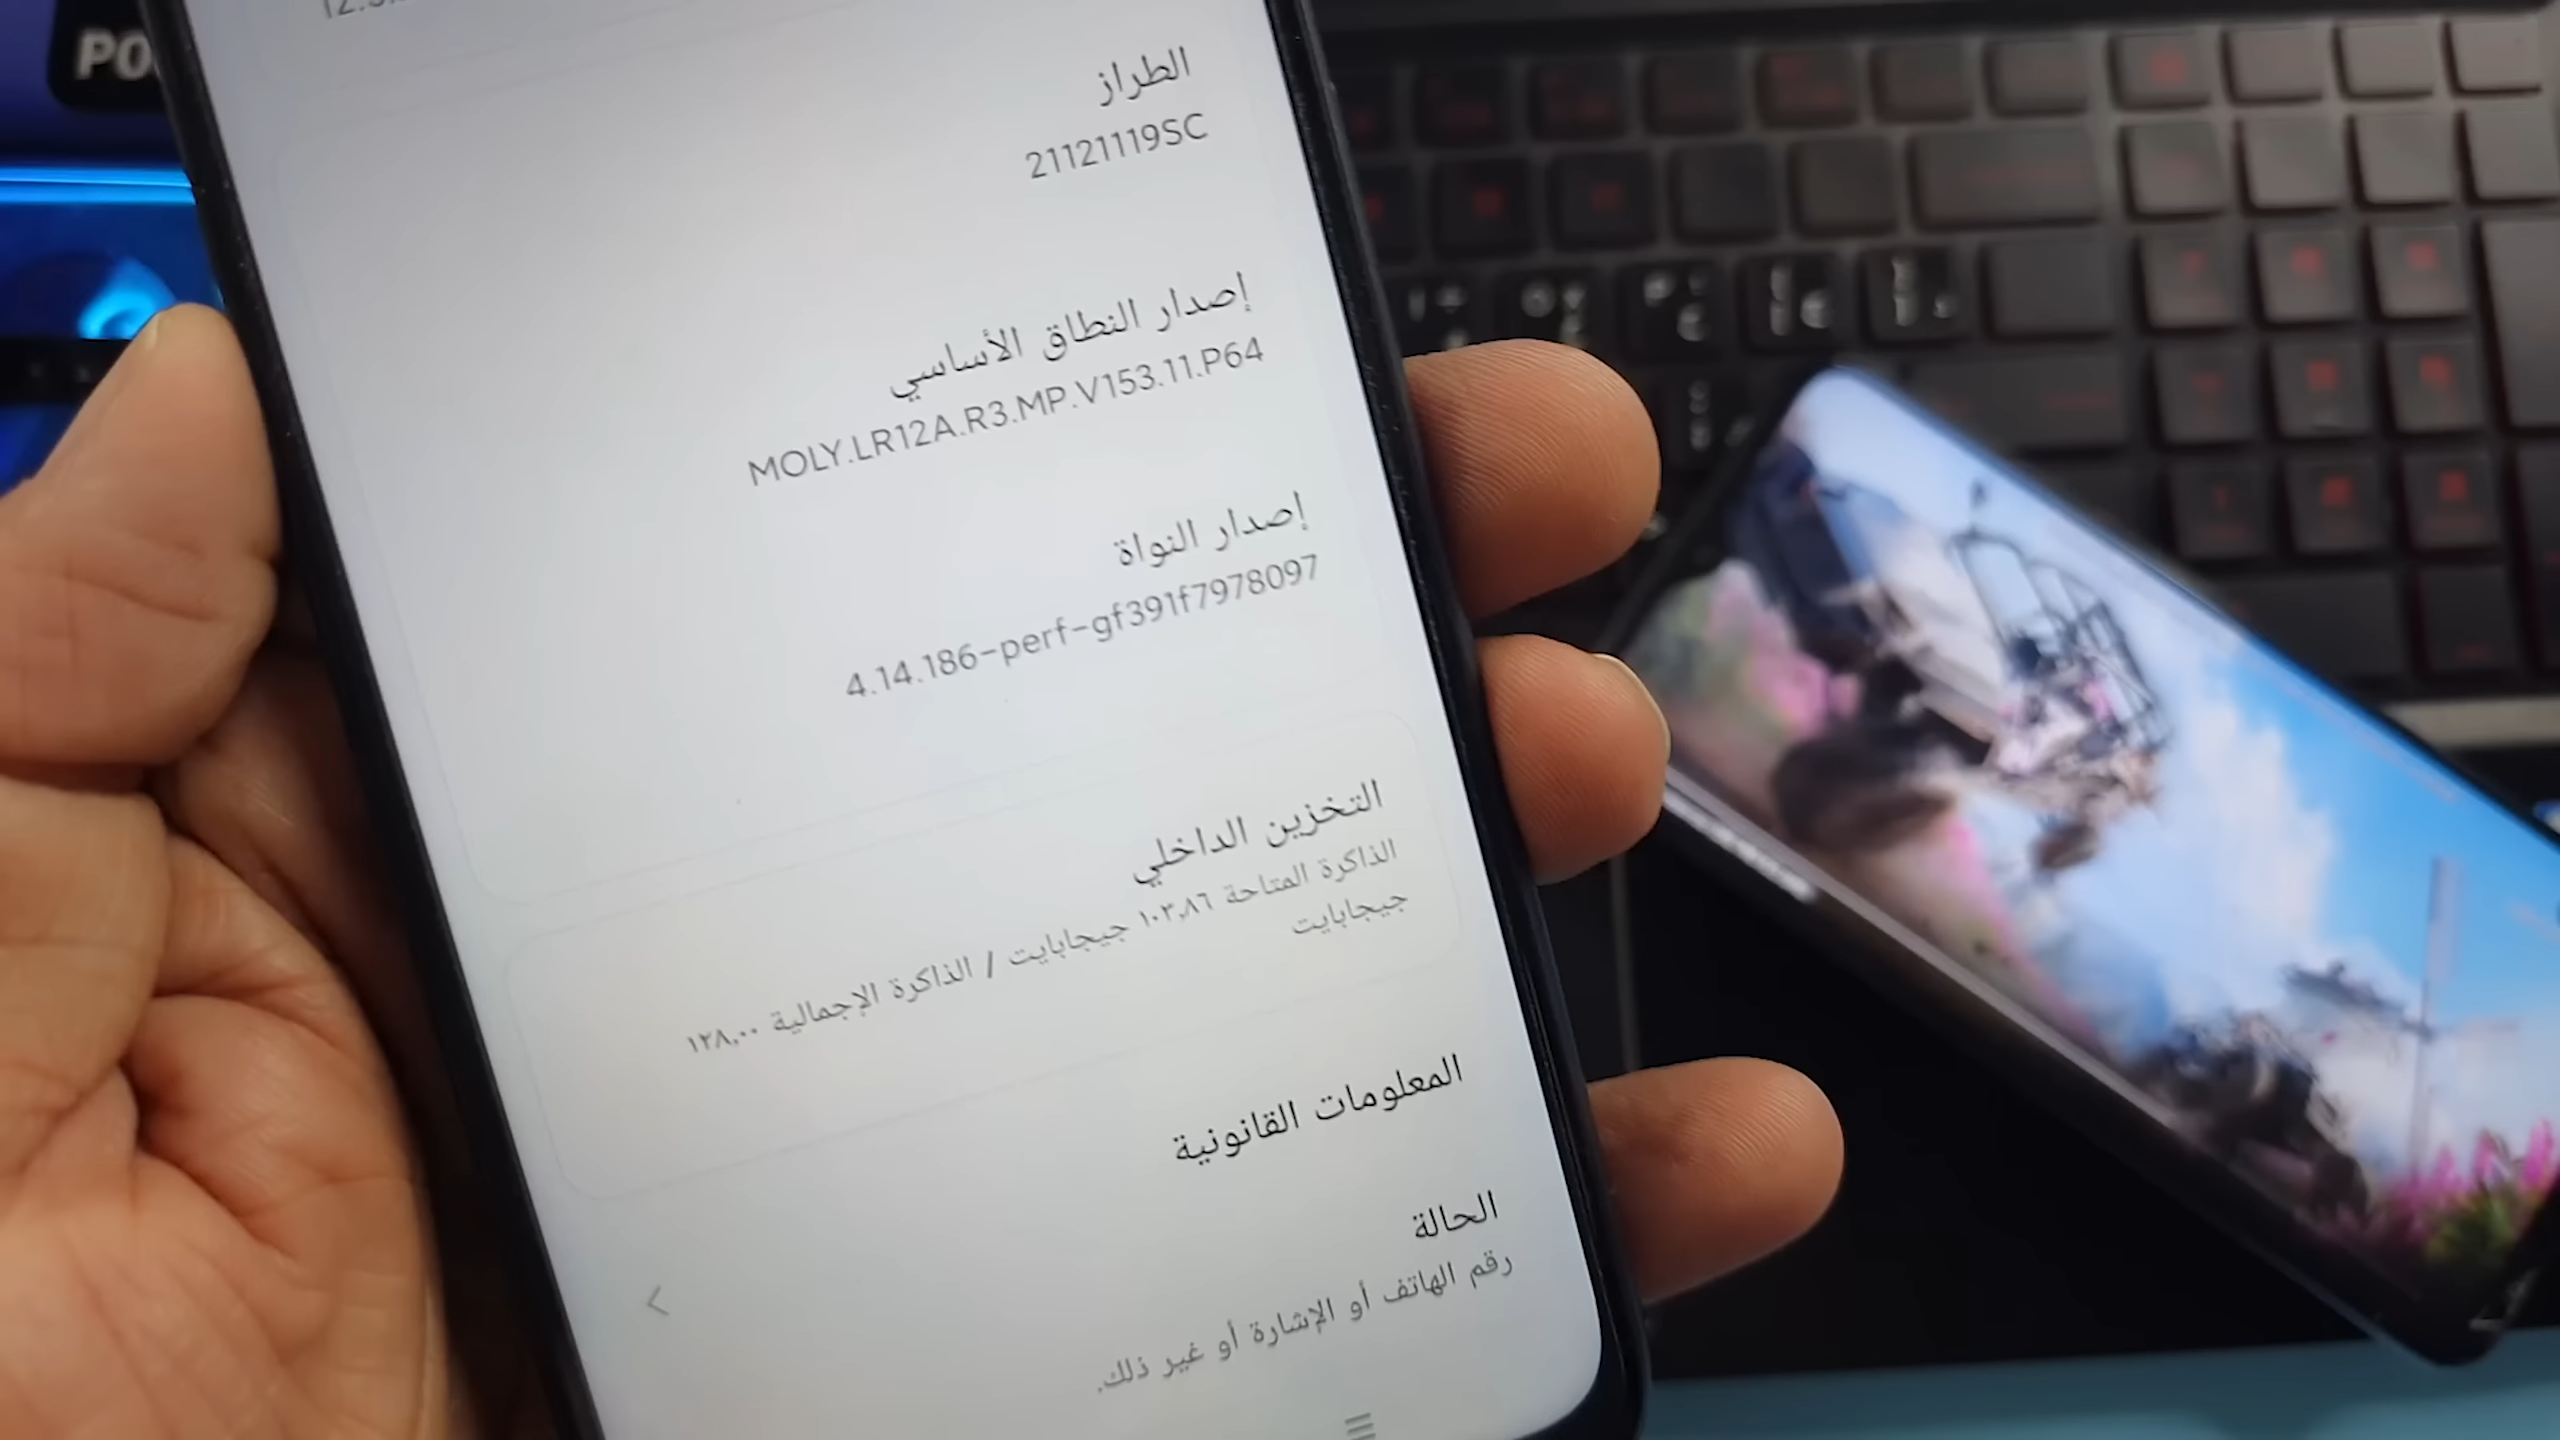 الطراز
21121119SC
إصدار النطاق الأساسي
MOLY.LR12A.R3.MP.V153.11.P64
إصدار النواة
4.14.186-perf-gf391f7978097
التخزين الداخلي
الذاكرة المتاحة ١٠٣,٨٦ جيجابايت / الذاكرة الإجمالية ١٢٨,٠٠
جيجابايت
المعلومات القانونية
الحالة
رقم الهاتف أو الإشارة أو غير ذلك.